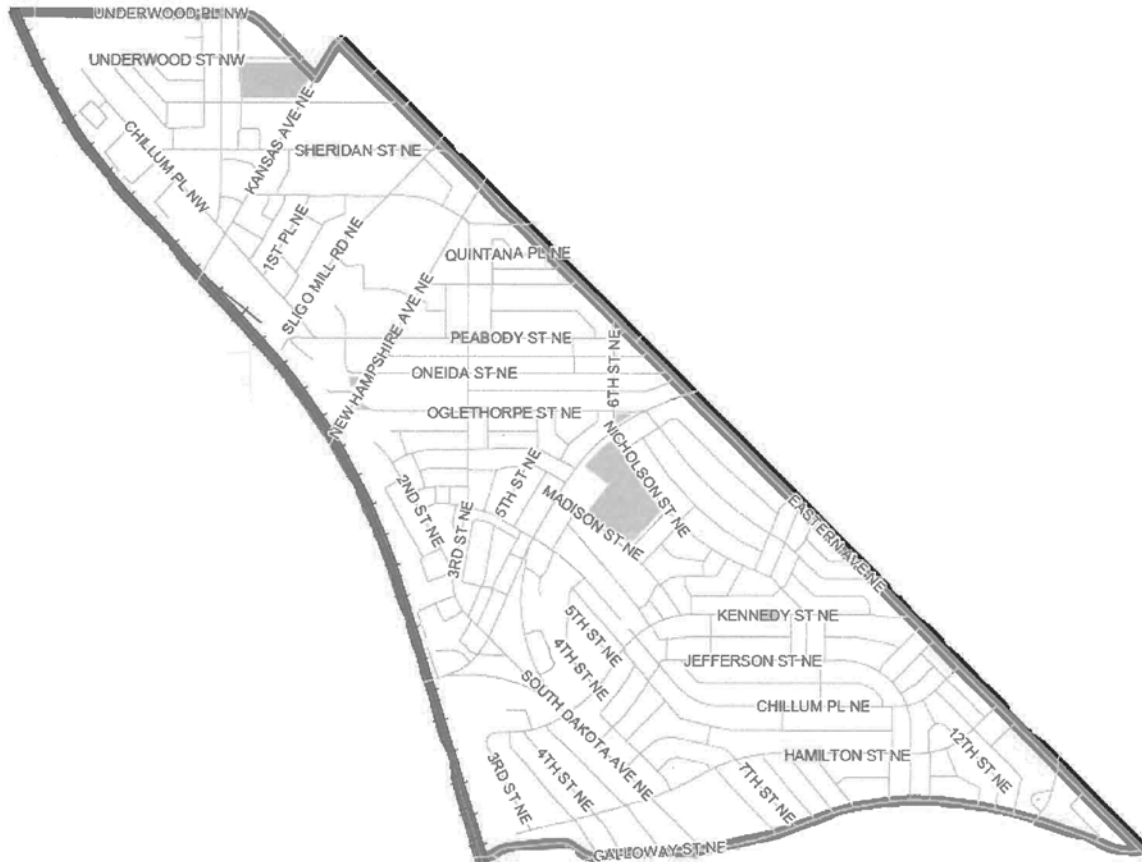 UNDERWOOD PL NW
UNDERWOOD ST NW
KANSAS AVE NE
CHILLUM PL NW
SHERIDAN ST NE
1ST PL NE
SLIGO MILL RD NE
QUINTANA PL NE
NEW HAMPSHIRE AVE NE
PEABODY ST NE
6TH ST NE
ONEIDA ST NE
OGLETHORPE ST NE
NICHOLSON ST NE
2ND ST NE
5TH ST NE
MADISON ST NE
3RD ST NE
EASTERN AVE NE
5TH ST NE
KENNEDY ST NE
4TH ST NE
JEFFERSON ST NE
SOUTH DAKOTA AVE NE
CHILLUM PL NE
3RD ST NE
4TH ST NE
HAMILTON ST NE
12TH ST NE
7TH ST NE
GALLOWAY ST NE